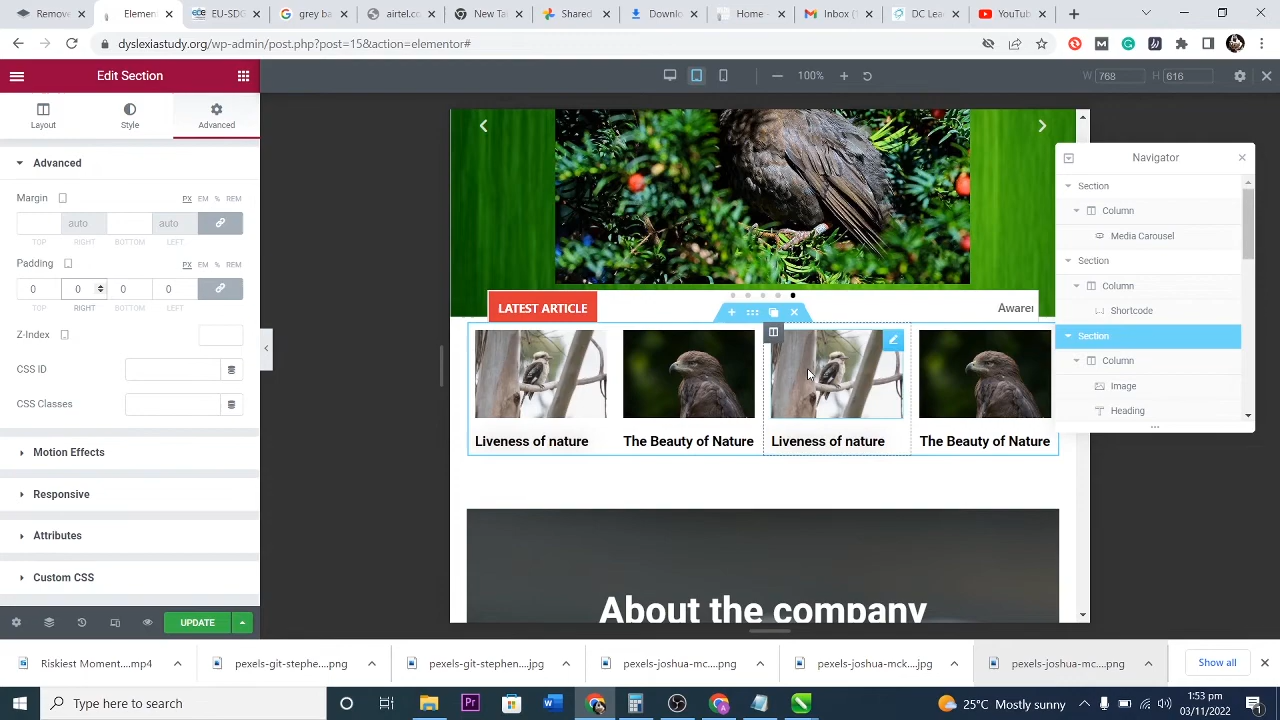 airtel.c
EU-SD
grey ba
airtel.co
New Ta
Shared
Downlo
Home
Inbox (1
DC Lea
YouTub
dyslexiastudy.org/wp-admin/post.php?post=15&action=elementor#
Edit Section
100%
W 768 H 616
Layout Style Advanced
Advanced
Margin PX EM % REM
auto auto
TOP RIGHT BOTTOM LEFT
Padding PX EM % REM
0 0 0 0
TOP RIGHT BOTTOM LEFT
Z-Index
CSS ID
CSS Classes
Motion Effects
Responsive
Attributes
Custom CSS
UPDATE
LATEST ARTICLE
Awarer
Liveness of nature The Beauty of Nature Liveness of nature The Beauty of Nature
About the company
Navigator
Section
Column
Media Carousel
Section
Column
Shortcode
Section
Column
Image
Heading
Riskiest Moment....mp4 pexels-git-stephe....png pexels-git-stephen....jpg pexels-joshua-mc....png pexels-joshua-mck....jpg pexels-joshua-mc....png Show all
Type here to search
25°C Mostly sunny
1:53 pm
03/11/2022